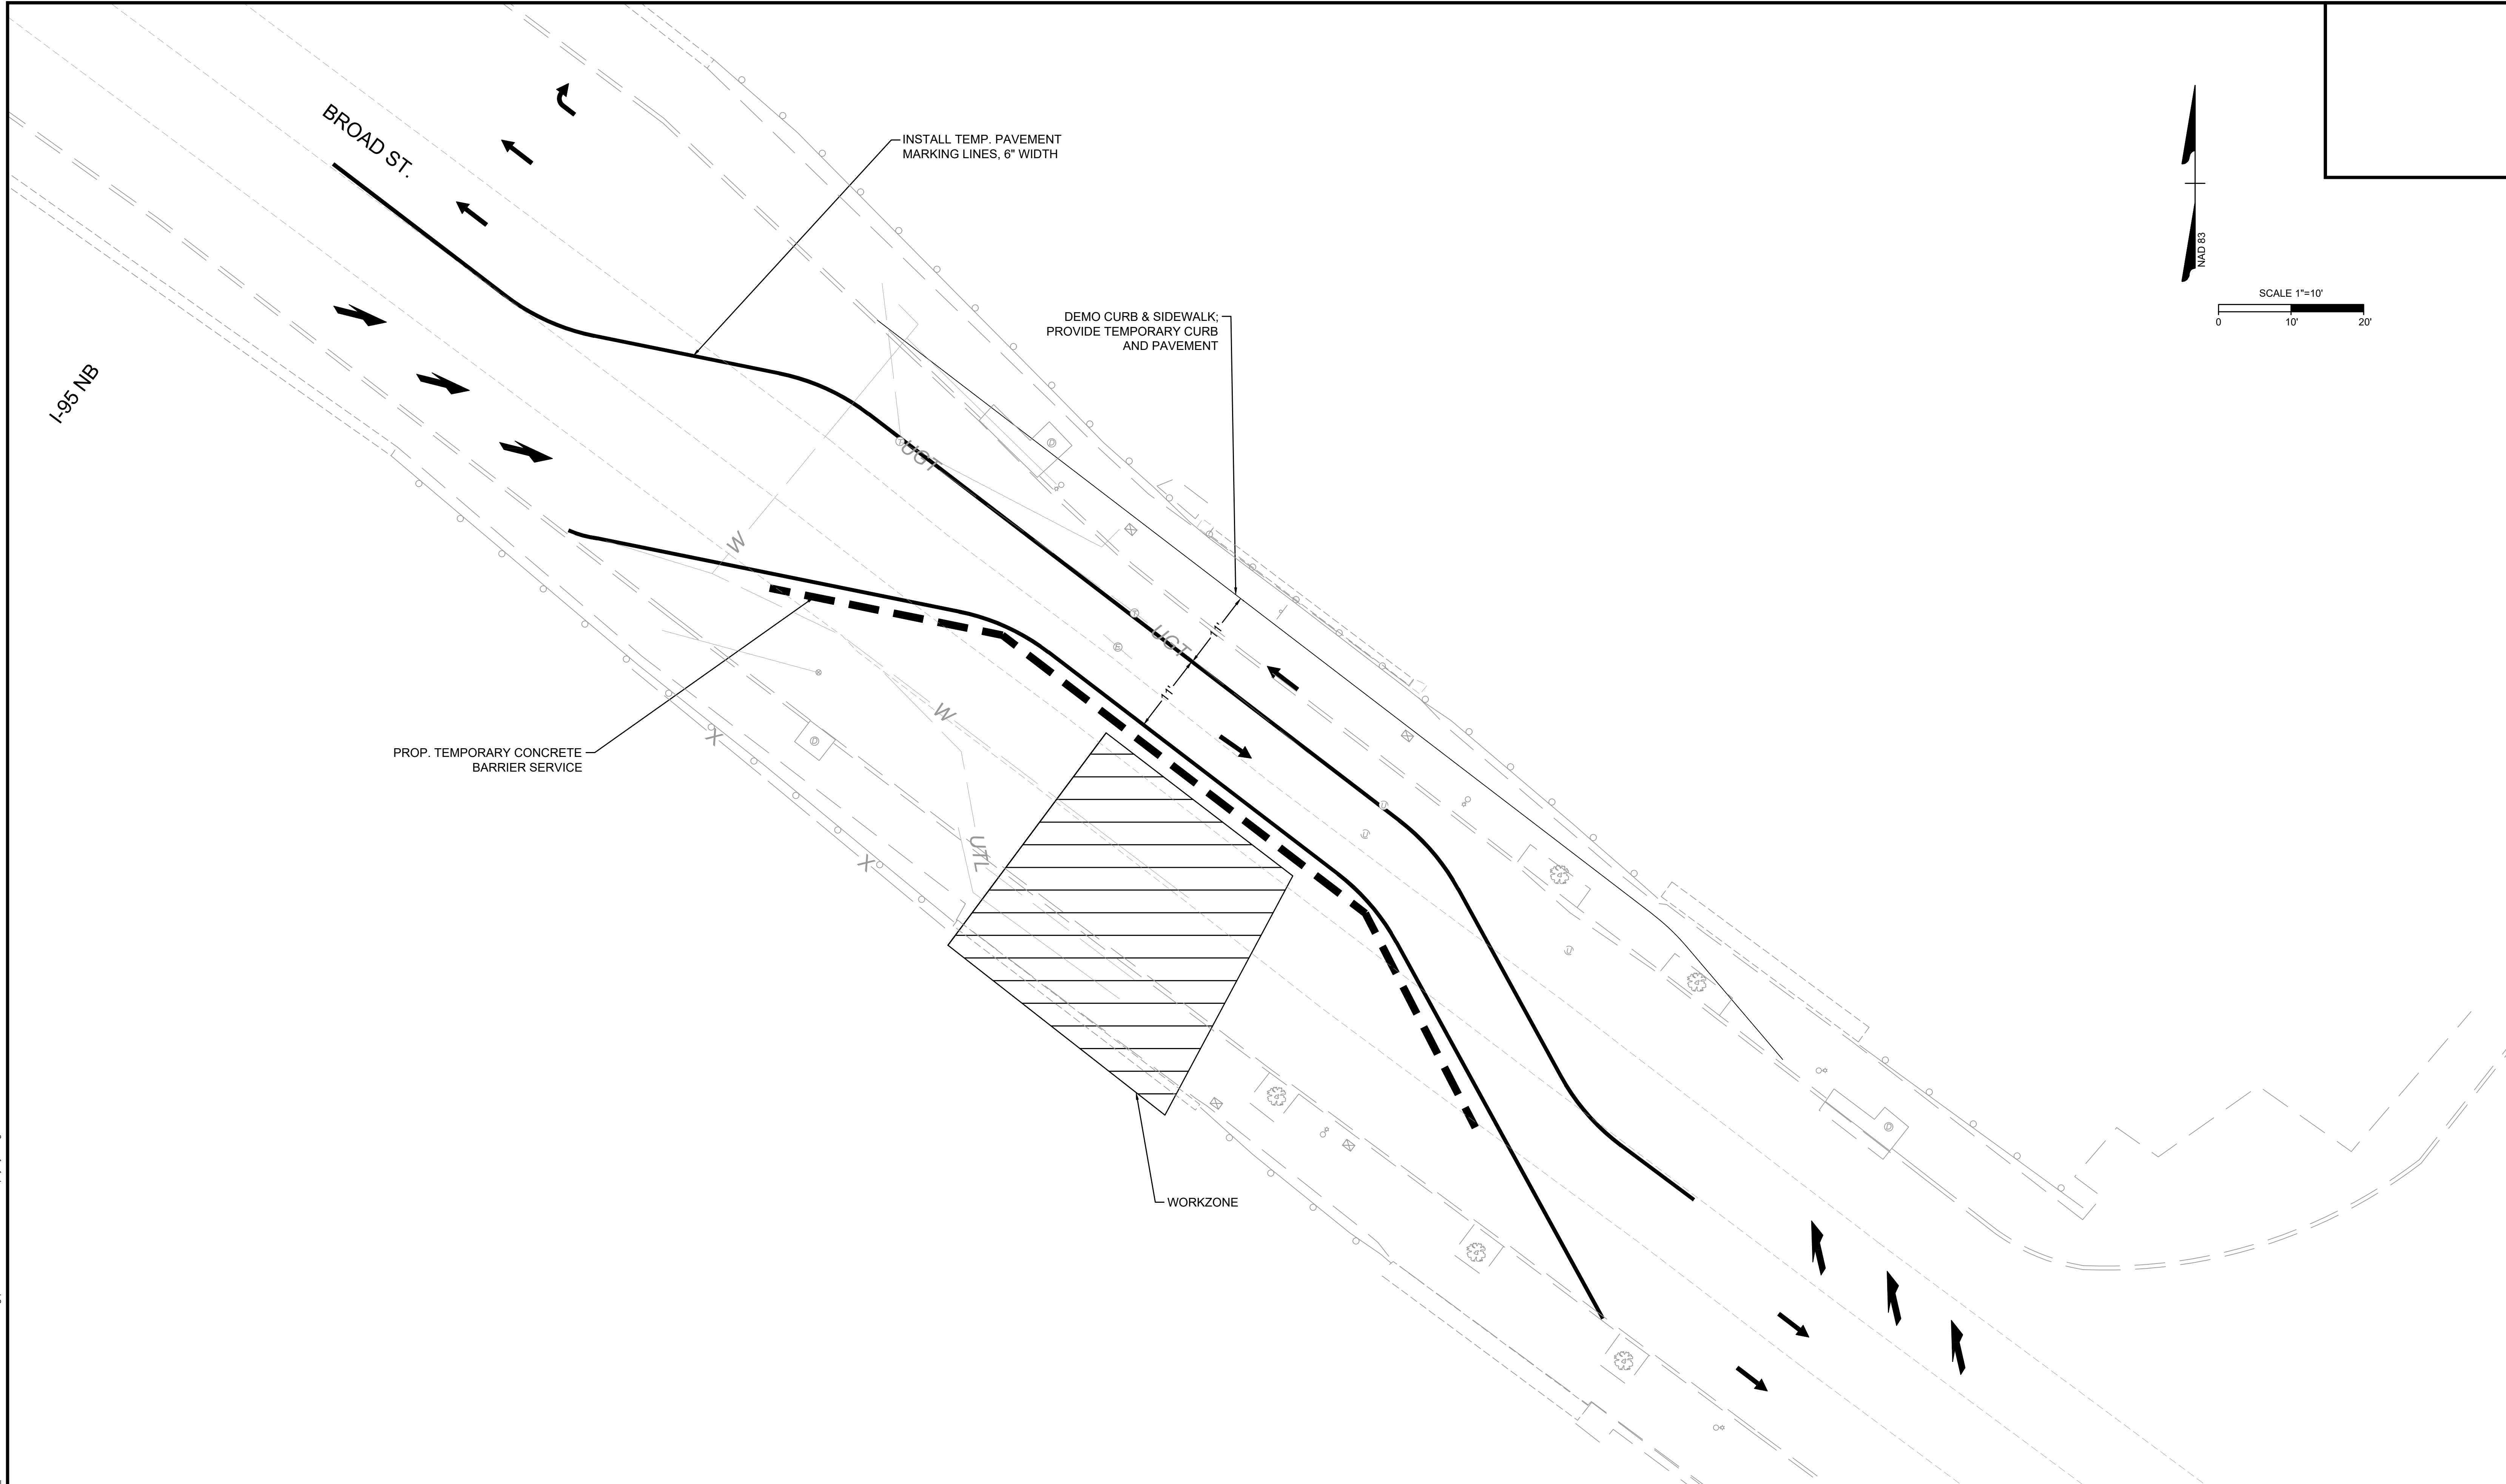 BROAD ST.
INSTALL TEMP. PAVEMENT
MARKING LINES, 6" WIDTH
NAD 83
SCALE 1"=10'
0 10' 20'
DEMO CURB & SIDEWALK;
PROVIDE TEMPORARY CURB
AND PAVEMENT
I-95 NB
D
T
UGT
W
T
UGT
E
11'
11'
W
D
X
PROP. TEMPORARY CONCRETE
BARRIER SERVICE
X
UTL
WORKZONE
D